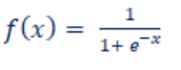 f(x) = 1 / (1 + e^{-x})